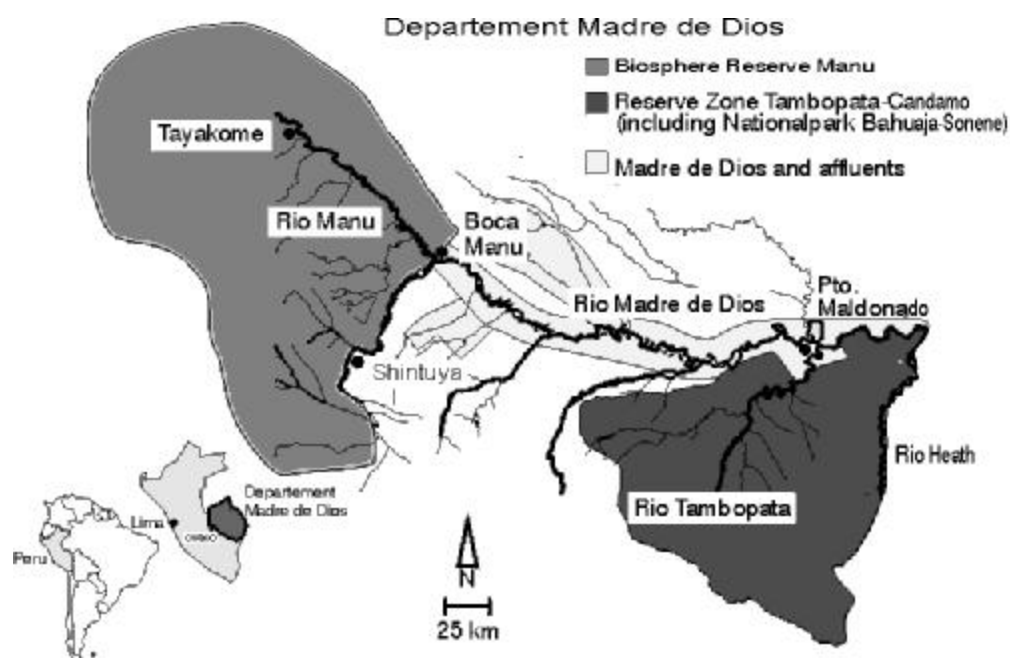 Departement Madre de Dios
Biosphere Reserve Manu
Reserve Zone Tambopata-Candamo
(including Nationalpark Bahuaja-Sonene)
Madre de Dios and affluents
Tayakome
Rio Manu
Boca
Manu
Rio Madre de Dios
Pto.
Maldonado
Shintuya
Rio Heath
Rio Tambopata
Departement
Madre de Dios
Lima
Peru
N
25 km